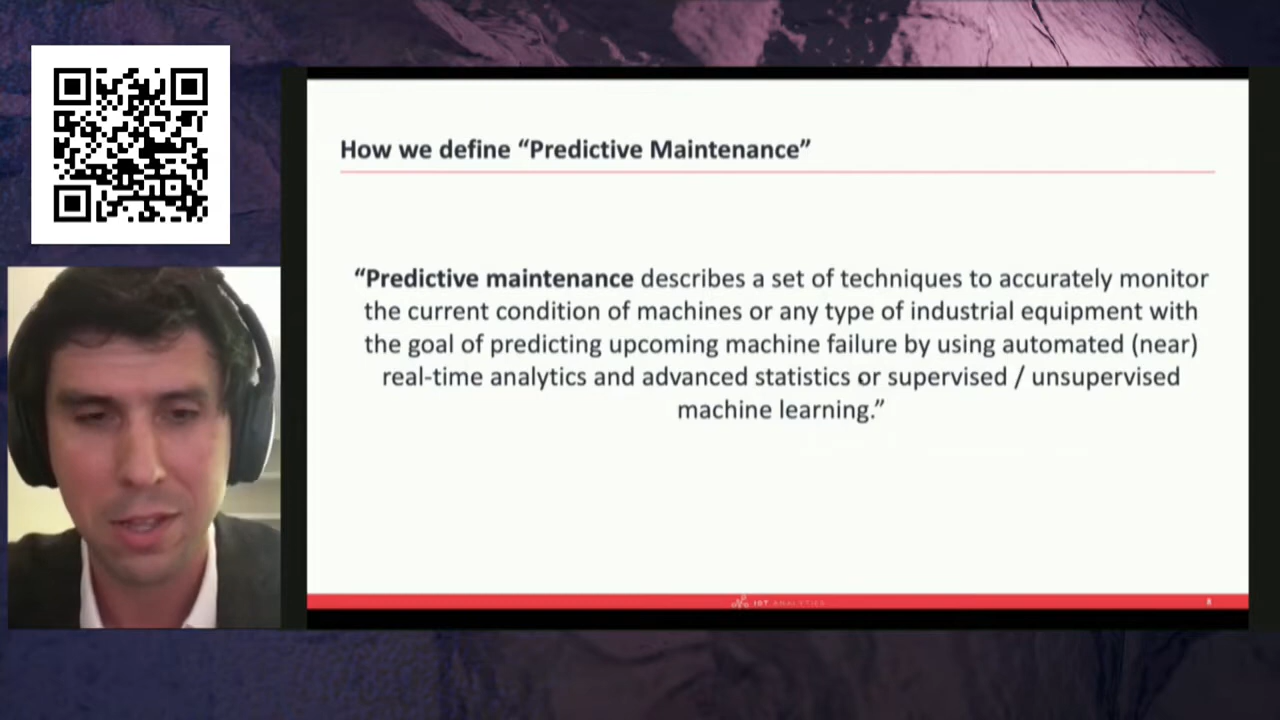 How we define “Predictive Maintenance”
“Predictive maintenance describes a set of techniques to accurately monitor
the current condition of machines or any type of industrial equipment with
the goal of predicting upcoming machine failure by using automated (near)
real-time analytics and advanced statistics or supervised / unsupervised
machine learning.”
IOT ANALYTICS